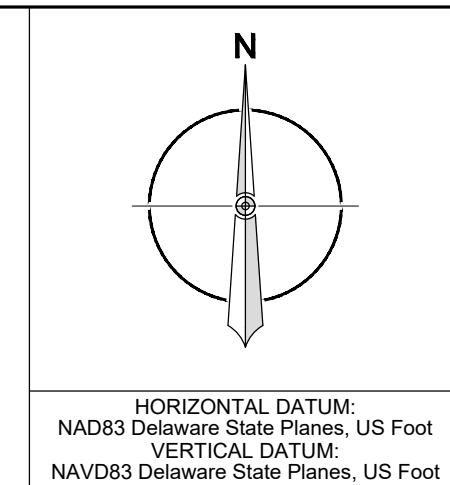 N
HORIZONTAL DATUM:
NAD83 Delaware State Planes, US Foot
VERTICAL DATUM:
NAVD83 Delaware State Planes, US Foot